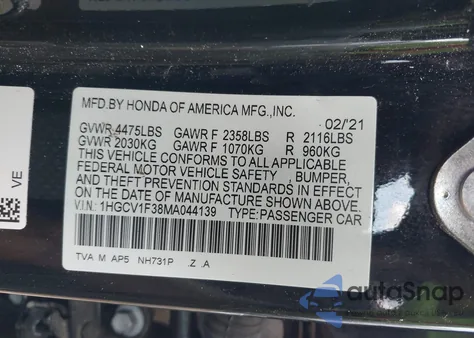 MFD.BY HONDA OF AMERICA MFG.,INC.
02/'21
GVWR 4475LBS GAWR F 2358LBS R 2116LBS
GVWR 2030KG GAWR F 1070KG R 960KG
THIS VEHICLE CONFORMS TO ALL APPLICABLE
FEDERAL MOTOR VEHICLE SAFETY , BUMPER,
AND THEFT PREVENTION STANDARDS IN EFFECT
ON THE DATE OF MANUFACTURE SHOWN ABOVE.
V.I.N: 1HGCV1F38MA044139 TYPE:PASSENGER CAR
TVA M AP5 NH731P .Z .A
VE
autoSnap